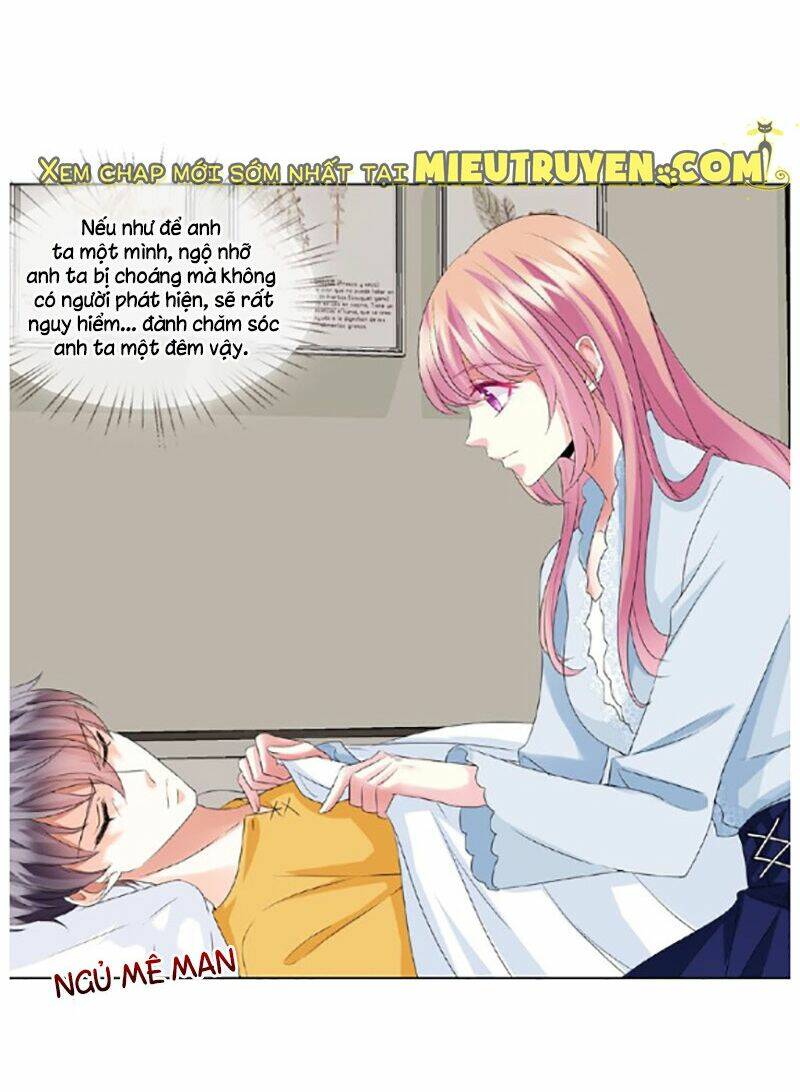 XEM CHAP MỚI SỚM NHẤT TẠI MIEUTRUYEN.COM
Nếu như để anh
ta một mình, ngộ nhỡ
anh ta bị choáng mà không
có người phát hiện, sẽ rất
nguy hiểm... đành chăm sóc
anh ta một đêm vậy.
NGỦ MÊ MAN